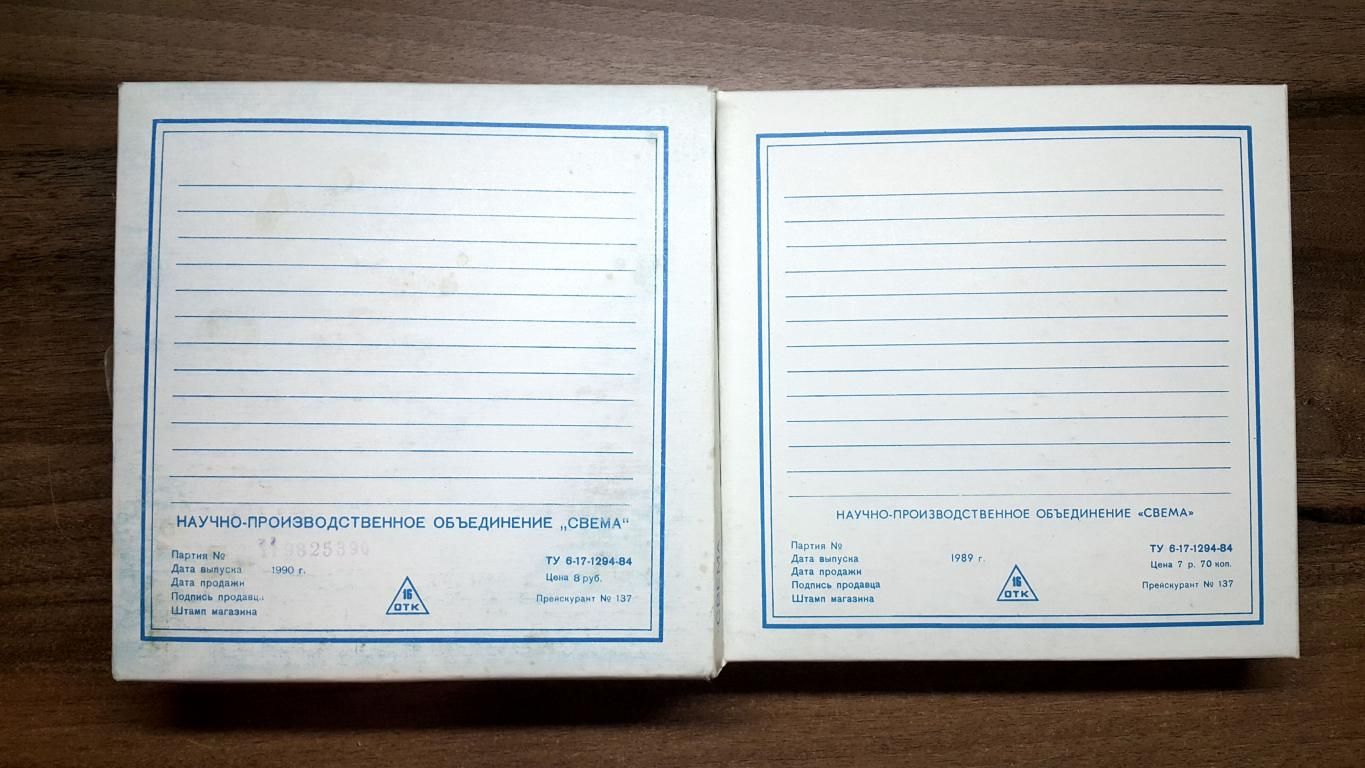 НАУЧНО-ПРОИЗВОДСТВЕННОЕ ОБЪЕДИНЕНИЕ „СВЕМА“
Партия №
Дата выпуска 1990 г.
Дата продажи
Подпись продавц
Штамп магазина
16
ОТК
ТУ 6-17-1294-84
Цена 8 руб.
Прейскурант № 137
СВЕМА
НАУЧНО-ПРОИЗВОДСТВЕННОЕ ОБЪЕДИНЕНИЕ «СВЕМА»
Партия №
Дата выпуска 1989 г.
Дата продажи
Подпись продавца
Штамп магазина
16
ОТК
ТУ 6-17-1294-84
Цена 7 р. 70 коп.
Прейскурант № 137